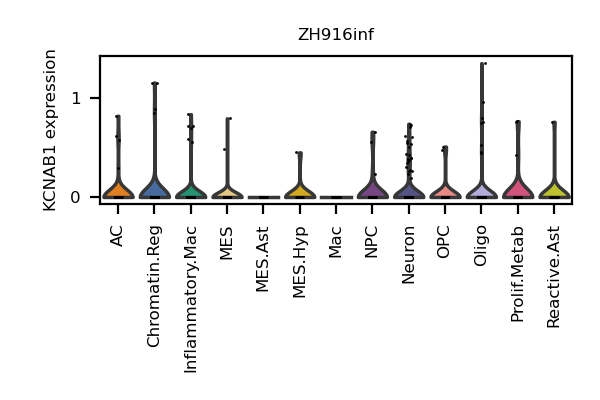 ZH916inf
KCNAB1 expression
1
0
AC
Chromatin.Reg
Inflammatory.Mac
MES
MES.Ast
MES.Hyp
Mac
NPC
Neuron
OPC
Oligo
Prolif.Metab
Reactive.Ast